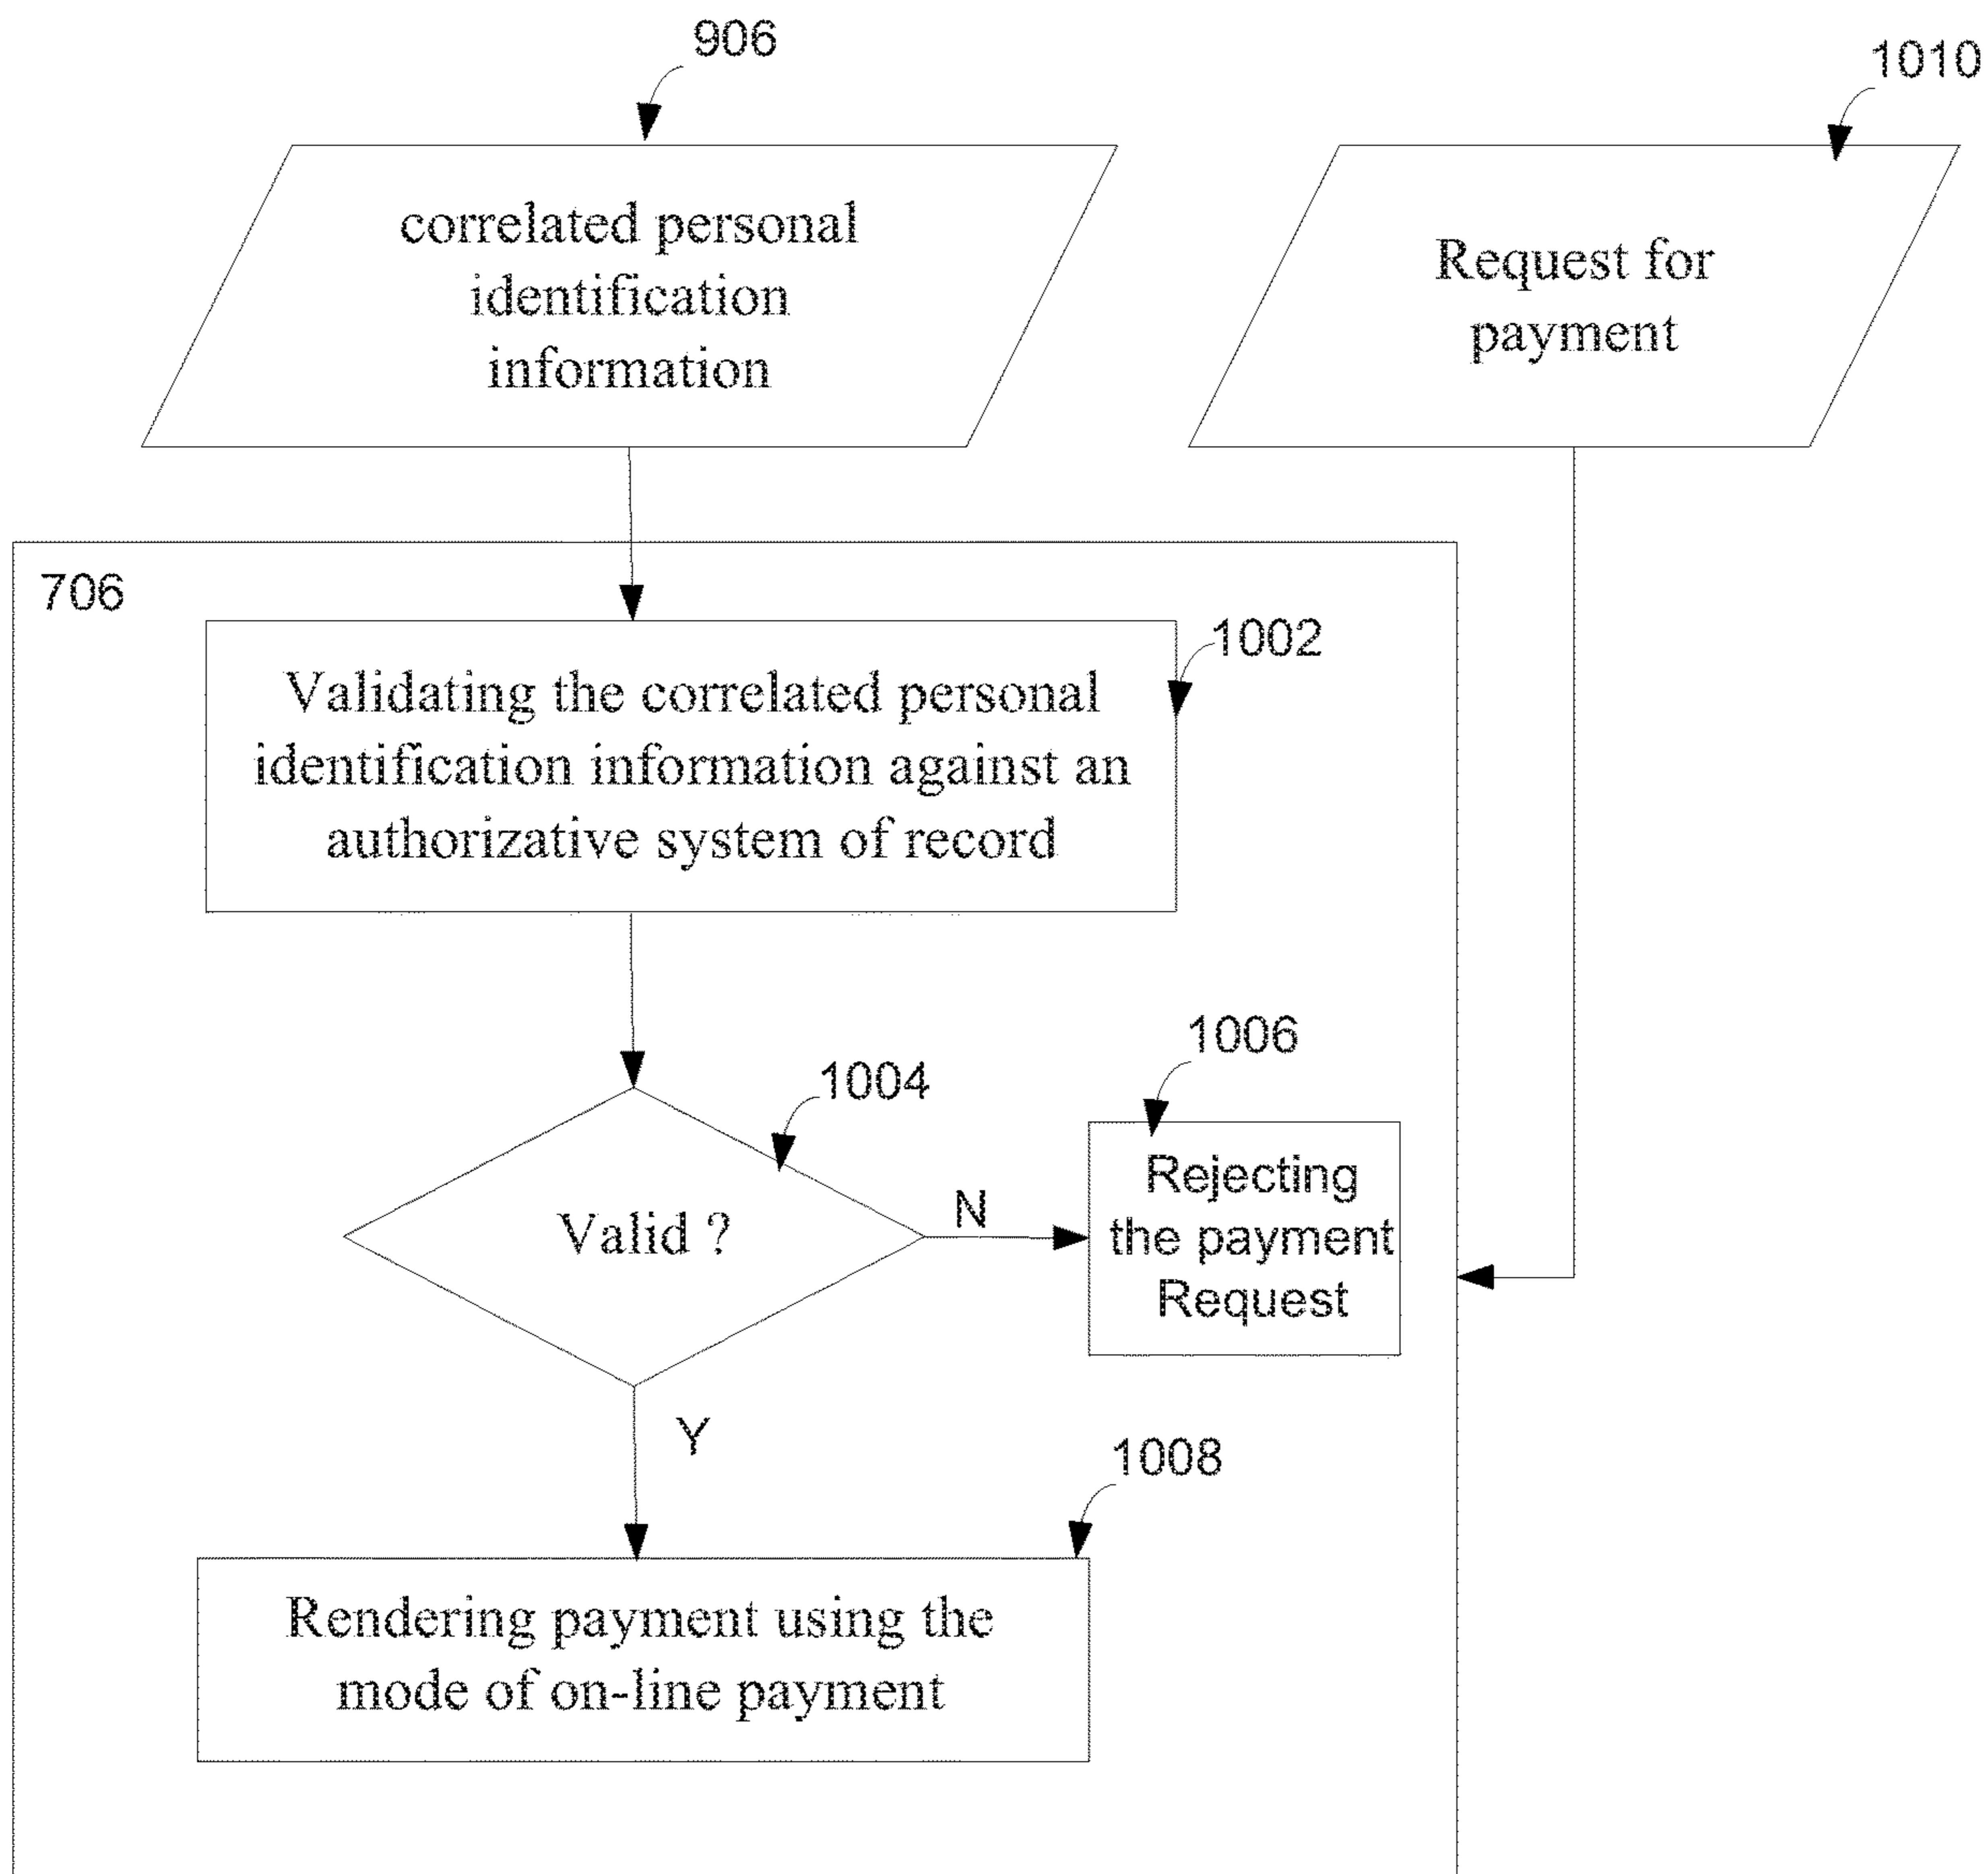 906
1010
correlated personal
identification
information
Request for
payment
706
1002
Validating the correlated personal
identification information against an
authorizative system of record
1004
1006
Valid ?
N
Rejecting
the payment
Request
Y
1008
Rendering payment using the
mode of on-line payment